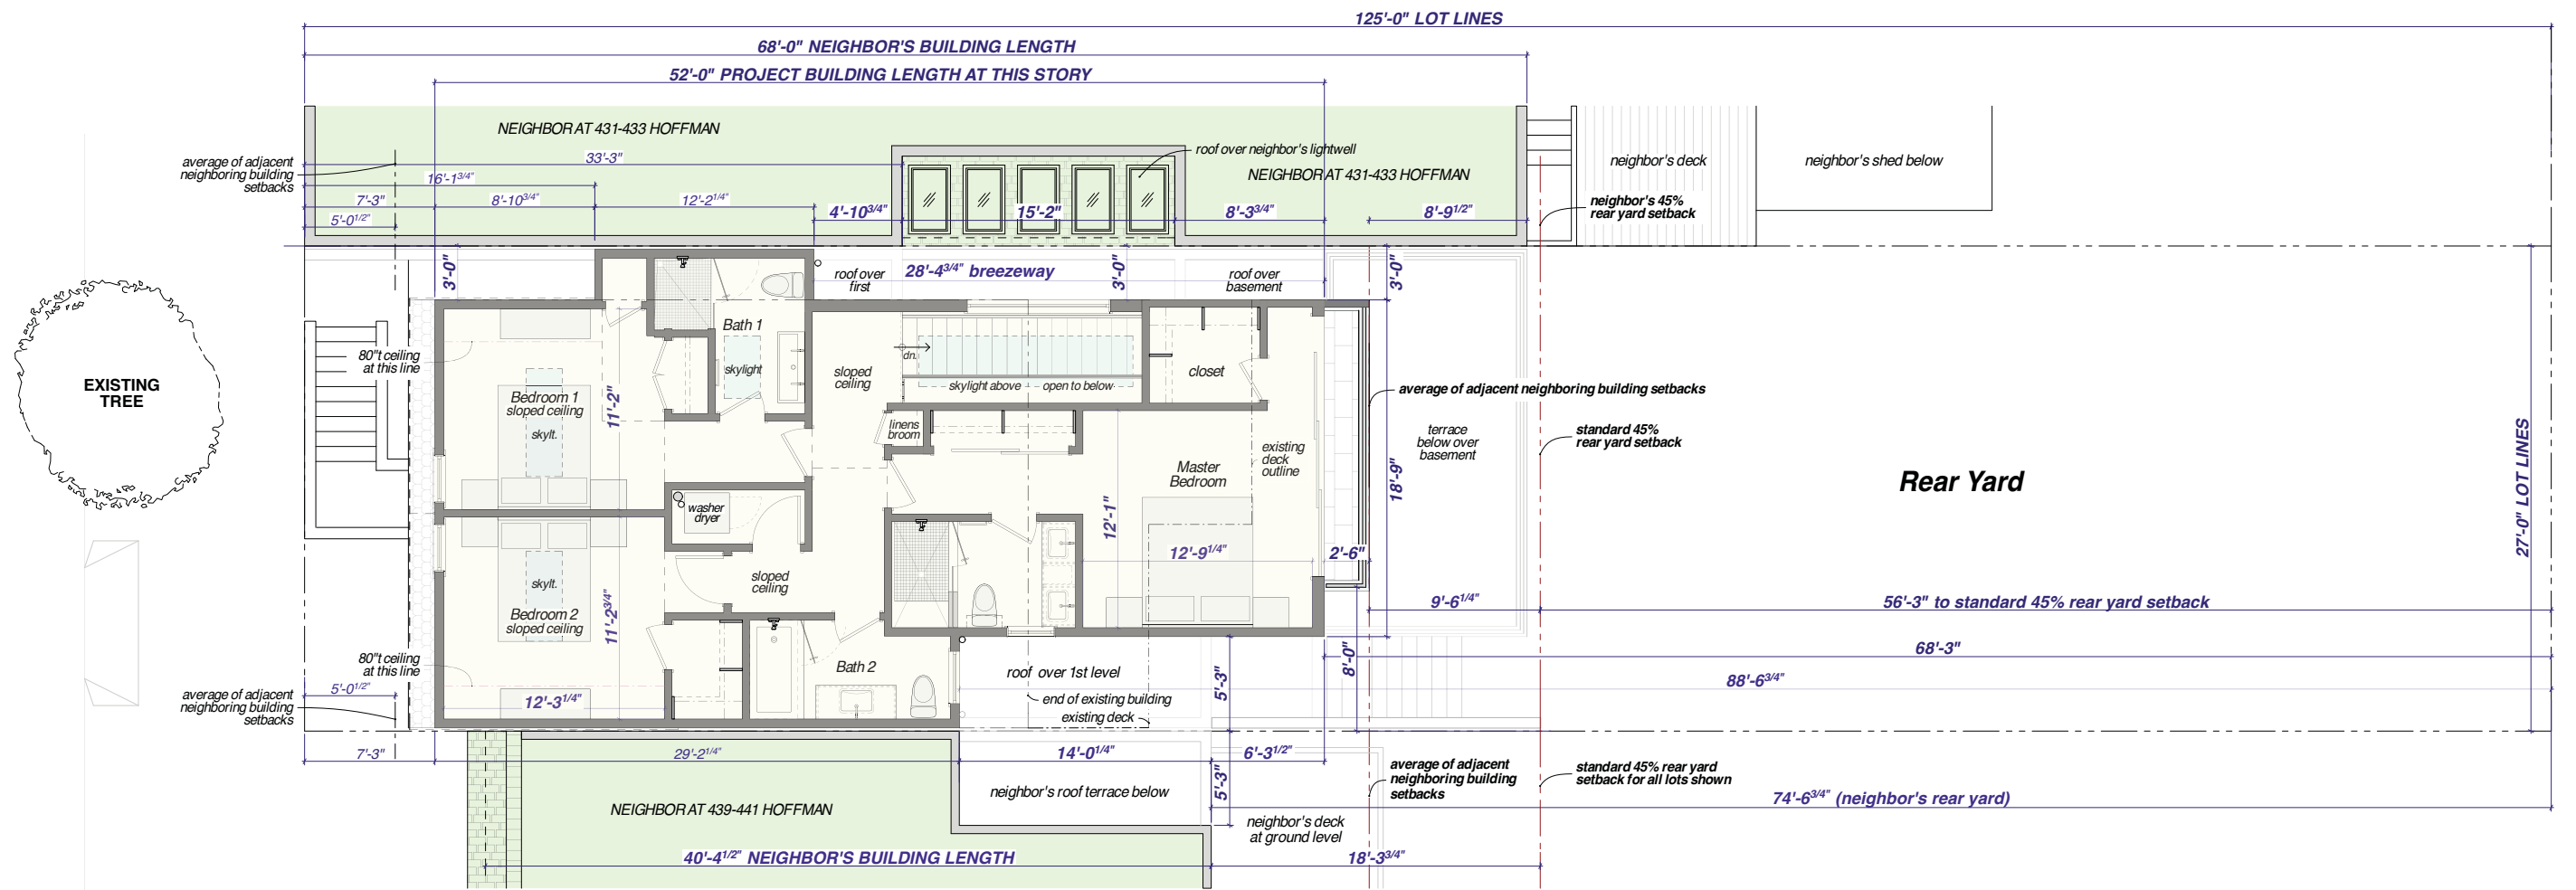 125'-0" LOT LINES
68'-0" NEIGHBOR'S BUILDING LENGTH
52'-0" PROJECT BUILDING LENGTH AT THIS STORY
NEIGHBOR AT 431-433 HOFFMAN
average of adjacent
neighboring building
setbacks
33'-3"
16'-1 3/4"
7'-3"
8'-10 3/4"
12'-2 1/4"
5'-0 1/2"
4'-10 3/4"
15'-2"
8'-3 3/4"
8'-9 1/2"
roof over neighbor's lightwell
NEIGHBOR AT 431-433 HOFFMAN
neighbor's deck
neighbor's shed below
neighbor's 45%
rear yard setback
3'-0"
roof over
first
28'-4 3/4" breezeway
3'-0"
roof over
basement
3'-0"
EXISTING
TREE
80"t ceiling
at this line
Bedroom 1
sloped ceiling
skylt.
11'-2"
Bath 1
skylight
sloped
ceiling
dn.
skylight above
open to below
closet
linens
broom
average of adjacent neighboring building setbacks
terrace
below over
basement
standard 45%
rear yard setback
Rear Yard
27'-0" LOT LINES
18'-9"
Master
Bedroom
existing
deck
outline
12'-1"
12'-9 1/4"
2'-6"
washer
dryer
sloped
ceiling
skylt.
Bedroom 2
sloped ceiling
11'-2 3/4"
12'-3 1/4"
80"t ceiling
at this line
Bath 2
9'-6 1/4"
56'-3" to standard 45% rear yard setback
68'-3"
88'-6 3/4"
8'-0"
5'-3"
roof over 1st level
end of existing building
existing deck
5'-0 1/2"
average of adjacent
neighboring building
setbacks
7'-3"
29'-2 1/4"
14'-0 1/4"
6'-3 1/2"
5'-3"
neighbor's roof terrace below
average of adjacent
neighboring building
setbacks
standard 45% rear yard
setback for all lots shown
74'-6 3/4" (neighbor's rear yard)
NEIGHBOR AT 439-441 HOFFMAN
neighbor's deck
at ground level
40'-4 1/2" NEIGHBOR'S BUILDING LENGTH
18'-3 3/4"